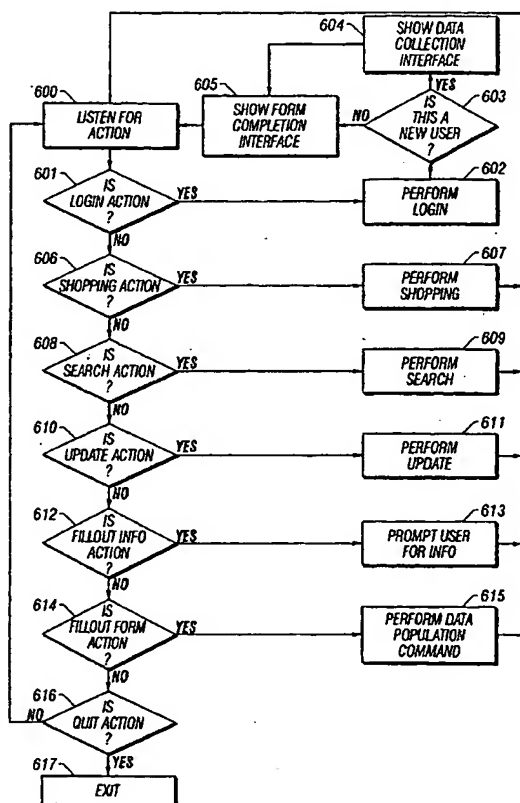 604
SHOW DATA
COLLECTION
INTERFACE
605
YES
600
SHOW FORM
COMPLETION
INTERFACE
NO
IS
THIS A
NEW USER
?
603
LISTEN FOR
ACTION
601
IS
LOGIN ACTION
?
YES
602
PERFORM
LOGIN
NO
606
IS
SHOPPING ACTION
?
YES
607
PERFORM
SHOPPING
NO
608
IS
SEARCH ACTION
?
YES
609
PERFORM
SEARCH
NO
610
IS
UPDATE ACTION
?
YES
611
PERFORM
UPDATE
NO
612
IS
FILLOUT INFO
ACTION
?
YES
613
PROMPT USER
FOR INFO
NO
614
IS
FILLOUT FORM
ACTION
?
YES
615
PERFORM DATA
POPULATION
COMMAND
NO
616
NO
IS
QUIT ACTION
?
YES
617
EXIT